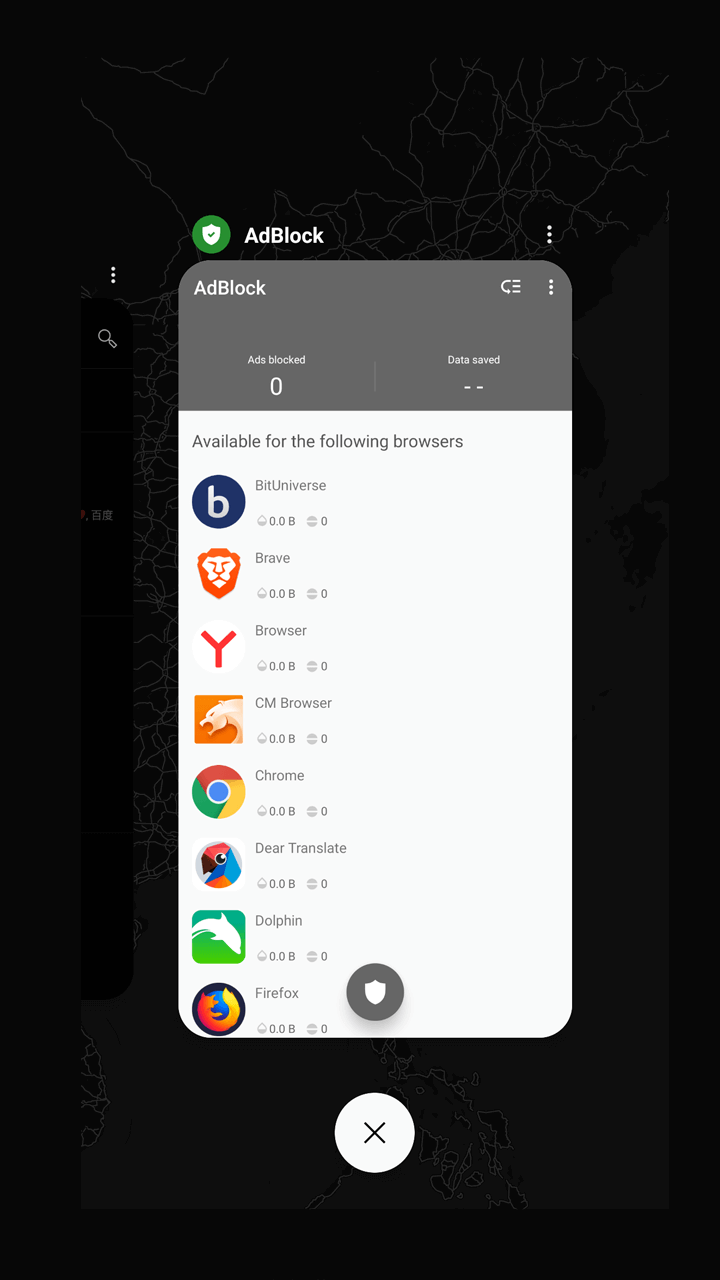 AdBlock
AdBlock
Ads blocked
0
Data saved
- -
, 百度
Available for the following browsers
BitUniverse
0.0 B 0
Brave
0.0 B 0
Browser
0.0 B 0
CM Browser
0.0 B 0
Chrome
0.0 B 0
Dear Translate
0.0 B 0
Dolphin
0.0 B 0
Firefox
0.0 B 0